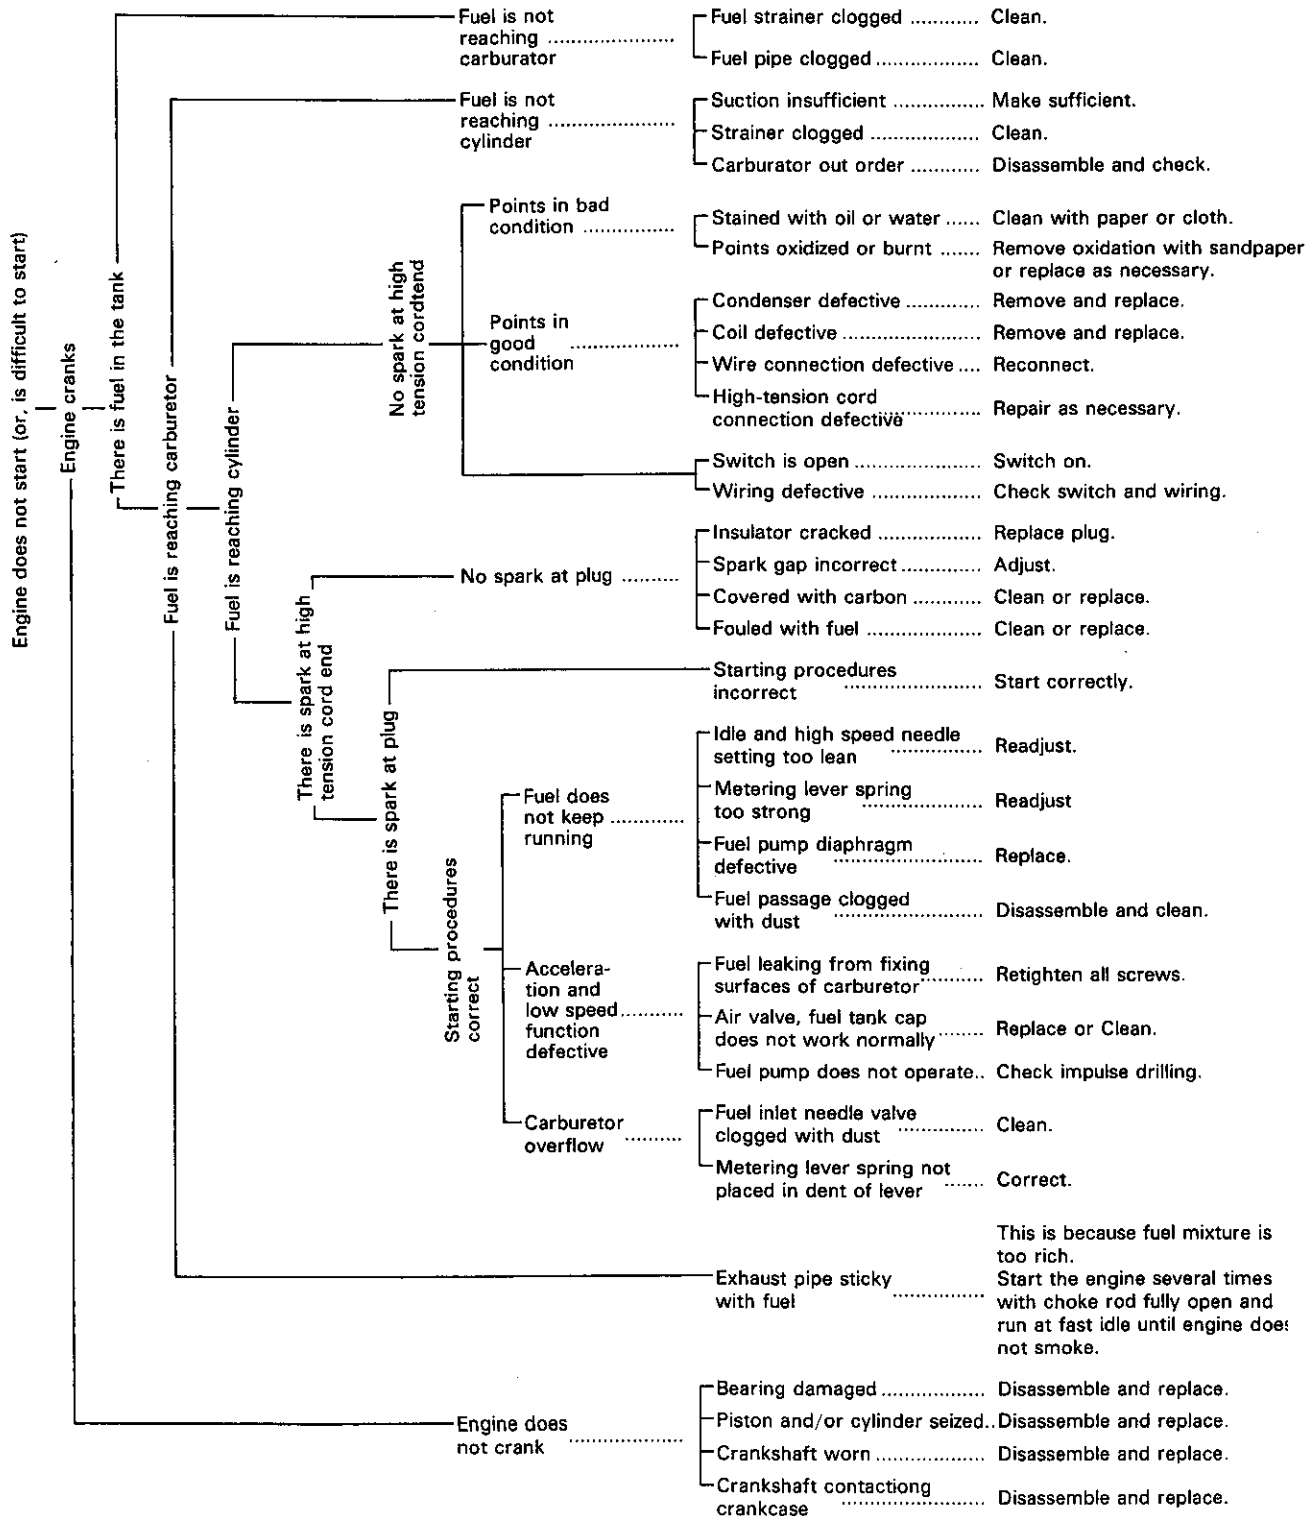 Engine does not start (or, is difficult to start)
Engine cranks
There is fuel in the tank
Fuel is reaching carburetor
Fuel is reaching cylinder
No spark at high
tension cordtend
There is spark at high
tension cord end
There is spark at plug
Starting procedures
correct
Fuel is not
reaching ........................
carburator
Fuel strainer clogged ............ Clean.
Fuel pipe clogged .................. Clean.
Fuel is not
reaching ........................
cylinder
Suction insufficient ................ Make sufficient.
Strainer clogged .................... Clean.
Carburator out order ............ Disassemble and check.
Points in bad
condition ................
Stained with oil or water ...... Clean with paper or cloth.
Points oxidized or burnt ....... Remove oxidation with sandpaper
or replace as necessary.
Points in
good ...................
condition
Condenser defective .............. Remove and replace.
Coil defective ......................... Remove and replace.
Wire connection defective .... Reconnect.
High-tension cord
connection defective .............. Repair as necessary.
Switch is open ....................... Switch on.
Wiring defective .................... Check switch and wiring.
No spark at plug ..........
Insulator cracked ................... Replace plug.
Spark gap incorrect ............... Adjust.
Covered with carbon ............ Clean or replace.
Fouled with fuel ..................... Clean or replace.
Starting procedures
incorrect ......................... Start correctly.
Fuel does
not keep .............
running
Idle and high speed needle
setting too lean ................. Readjust.
Metering lever spring
too strong ......................... Readjust
Fuel pump diaphragm
defective ........................... Replace.
Fuel passage clogged
with dust ........................... Disassemble and clean.
Accelera-
tion and
low speed ...........
function
defective
Fuel leaking from fixing
surfaces of carburetor .......... Retighten all screws.
Air valve, fuel tank cap
does not work normally ........ Replace or Clean.
Fuel pump does not operate.. Check impulse drilling.
Carburetor
overflow ..........
Fuel inlet needle valve
clogged with dust .............. Clean.
Metering lever spring not
placed in dent of lever ....... Correct.
Exhaust pipe sticky
with fuel ................
This is because fuel mixture is
too rich.
Start the engine several times
with choke rod fully open and
run at fast idle until engine does
not smoke.
Engine does
not crank ....................
Bearing damaged ................... Disassemble and replace.
Piston and/or cylinder seized.. Disassemble and replace.
Crankshaft worn .................... Disassemble and replace.
Crankshaft contactiong
crankcase ......................... Disassemble and replace.